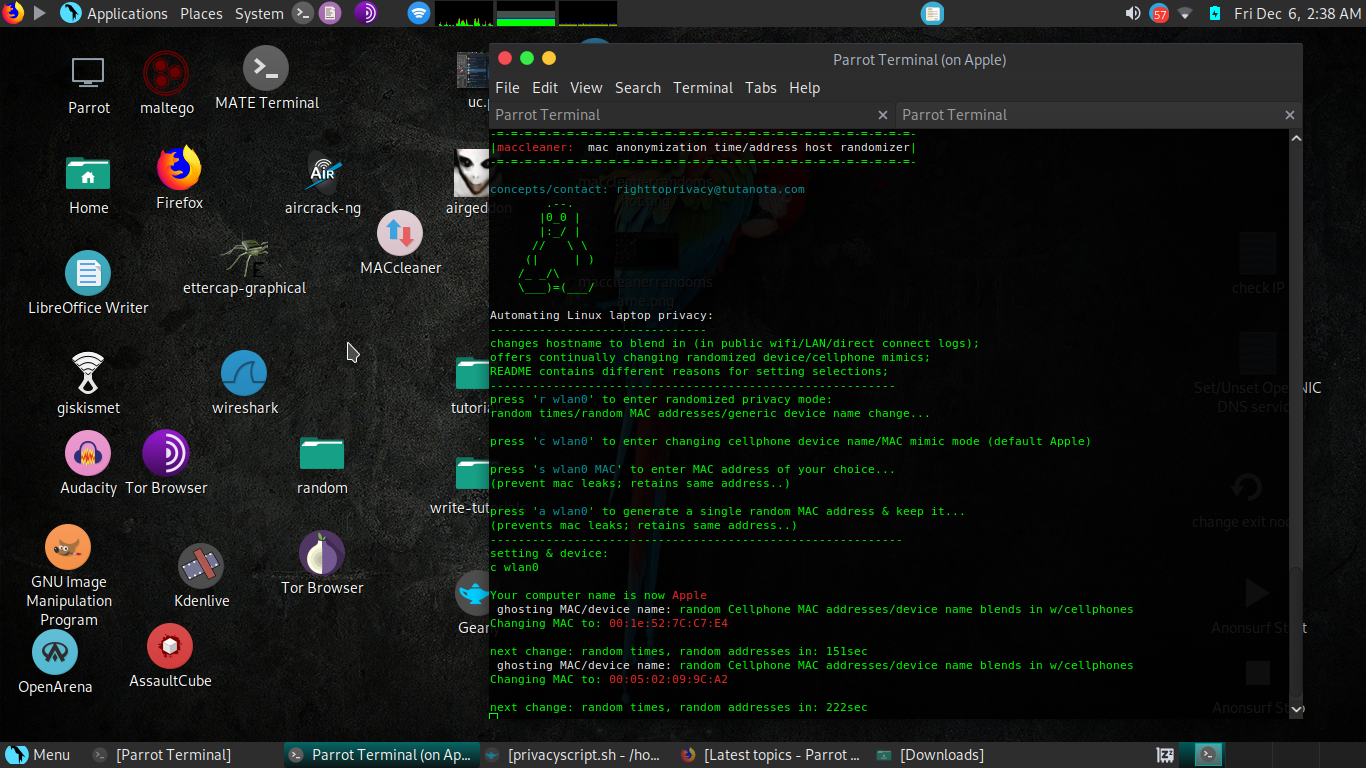 Applications Places System
57
Fri Dec 6, 2:38 AM
Parrot
maltego
MATE Terminal
Home
Firefox
AIR
aircrack-ng
MACcleaner
LibreOffice Writer
ettercap-graphical
giskismet
wireshark
Audacity
Tor Browser
random
GNU Image
Manipulation
Program
Kdenlive
Tor Browser
OpenArena
AssaultCube
uc.p
airgeddon
tutoria
write-tut
Geany
check IP
Set/Unset OpenNIC
DNS servic
change exit nod
Anonsurf Start
Anonsurf Stop
Parrot Terminal (on Apple)
File Edit View Search Terminal Tabs Help
Parrot Terminal ×
Parrot Terminal ×
-=-=-=-=-=-=-=-=-=-=-=-=-=-=-=-=-=-=-=-=-=-=-=-=-=-=-=-=-=-=-
|maccleaner:  mac anonymization time/address host randomizer|
-=-=-=-=-=-=-=-=-=-=-=-=-=-=-=-=-=-=-=-=-=-=-=-=-=-=-=-=-=-=-
concepts/contact: righttoprivacy@tutanota.com
        .--.
       |0_0 |
       |:_/ |
      //   \ \
     (|     | )
    /_ _/\
    \___)=(___/
maccleanerrandoms
ame.png
Automating Linux laptop privacy:
-------------------------------
changes hostname to blend in (in public wifi/LAN/direct connect logs);
offers continually changing randomized device/cellphone mimics;
README contains different reasons for setting selections;
----------------------------------------------------------
press 'r wlan0' to enter randomized privacy mode:
random times/random MAC addresses/generic device name change...
press 'c wlan0' to enter changing cellphone device name/MAC mimic mode (default Apple)
press 's wlan0 MAC' to enter MAC address of your choice...
(prevent mac leaks; retains same address..)
press 'a wlan0' to generate a single random MAC address & keep it...
(prevents mac leaks; retains same address..)
-----------------------------------------------------------
setting & device:
c wlan0
Your computer name is now Apple
 ghosting MAC/device name: random Cellphone MAC addresses/device name blends in w/cellphones
Changing MAC to: 00:1e:52:7C:C7:E4
next change: random times, random addresses in: 151sec
 ghosting MAC/device name: random Cellphone MAC addresses/device name blends in w/cellphones
Changing MAC to: 00:05:02:09:9C:A2
next change: random times, random addresses in: 222sec
Menu
[Parrot Terminal]
Parrot Terminal (on Ap...
[privacyscript.sh - /ho...
[Latest topics - Parrot ...
[Downloads]